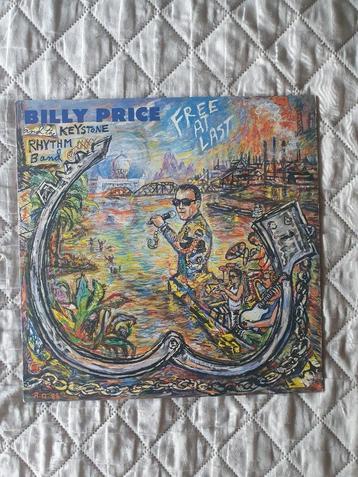 BILLY PRICE
and the KEYSTONE
RHYTHM
Band
FREE
AT
LAST